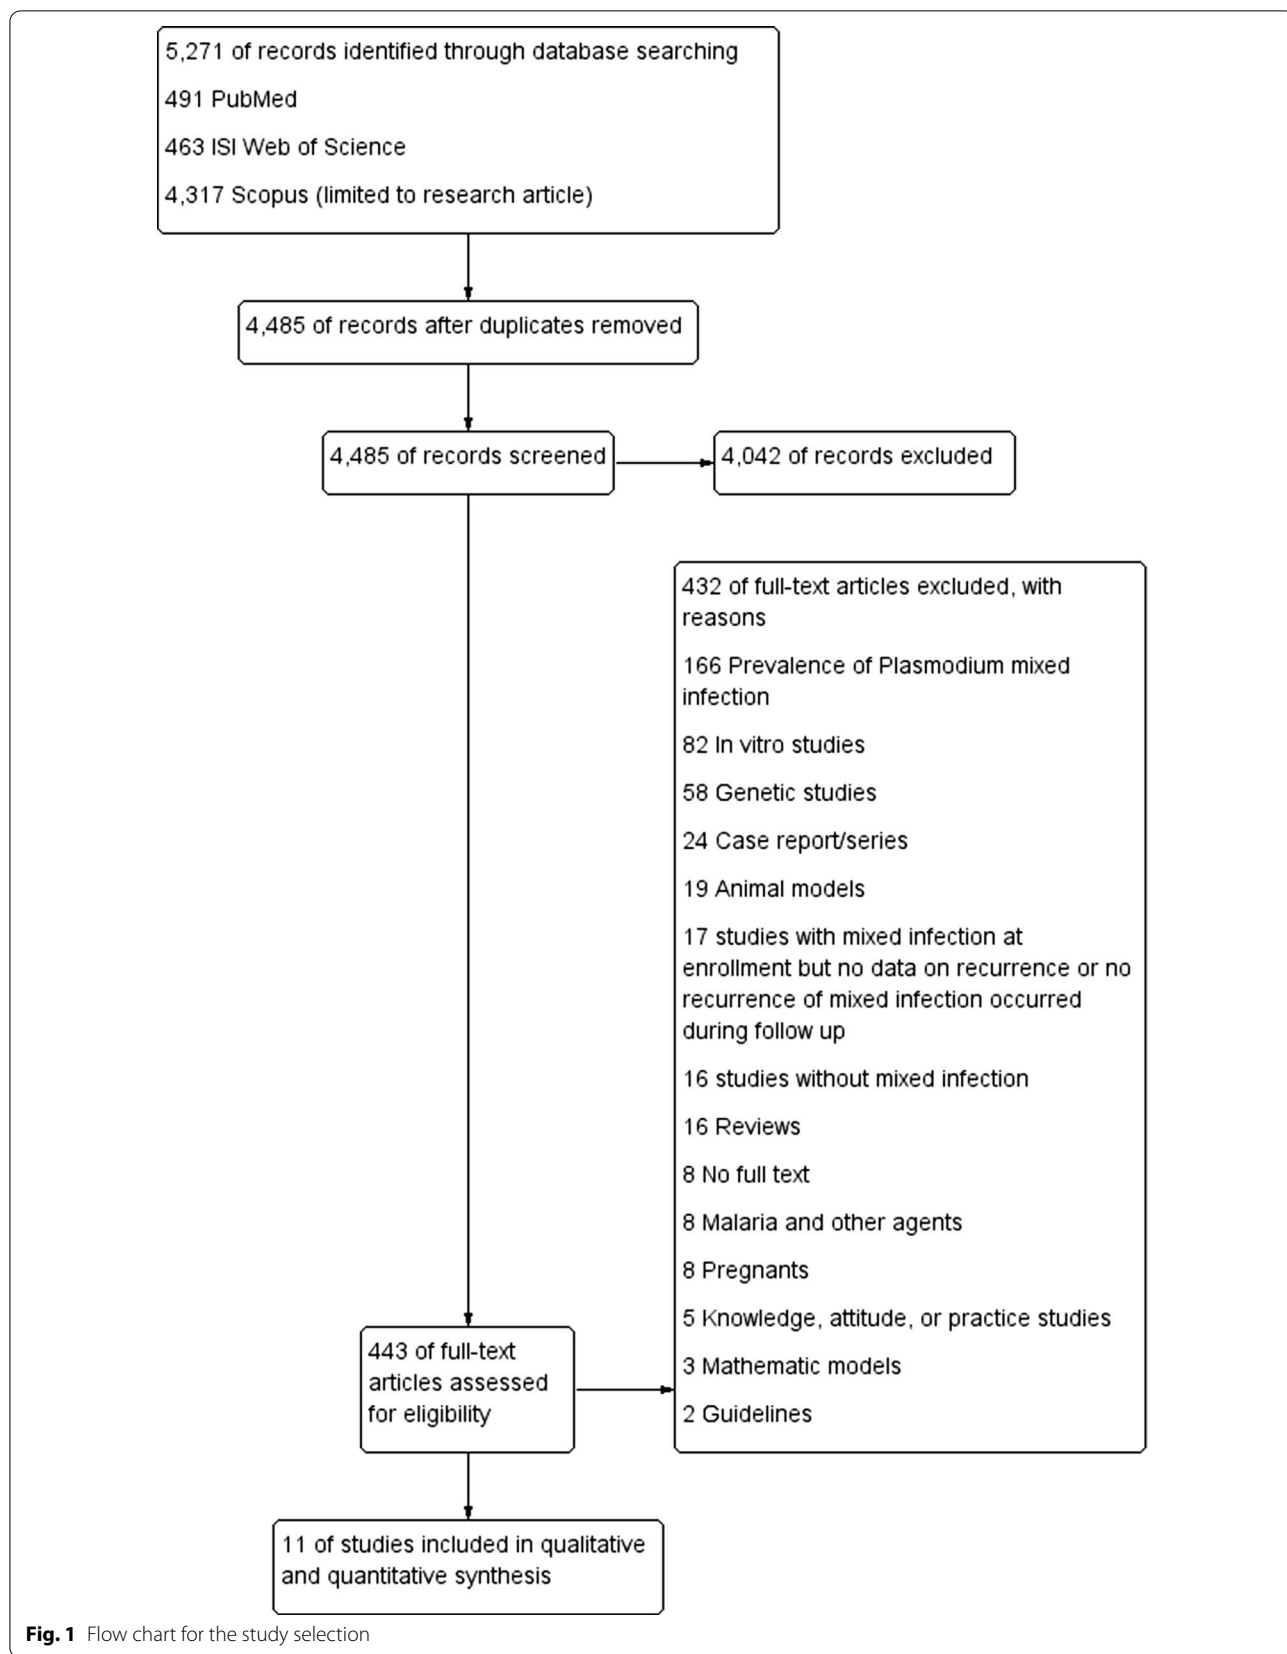 5,271 of records identified through database searching
491 PubMed
463 ISI Web of Science
4,317 Scopus (limited to research article)
4,485 of records after duplicates removed
4,485 of records screened
4,042 of records excluded
432 of full-text articles excluded, with
reasons
166 Prevalence of Plasmodium mixed
infection
82 In vitro studies
58 Genetic studies
24 Case report/series
19 Animal models
17 studies with mixed infection at
enrollment but no data on recurrence or no
recurrence of mixed infection occurred
during follow up
16 studies without mixed infection
16 Reviews
8 No full text
8 Malaria and other agents
8 Pregnants
5 Knowledge, attitude, or practice studies
3 Mathematic models
2 Guidelines
443 of full-text
articles assessed
for eligibility
11 of studies included in qualitative
and quantitative synthesis
Fig. 1 Flow chart for the study selection